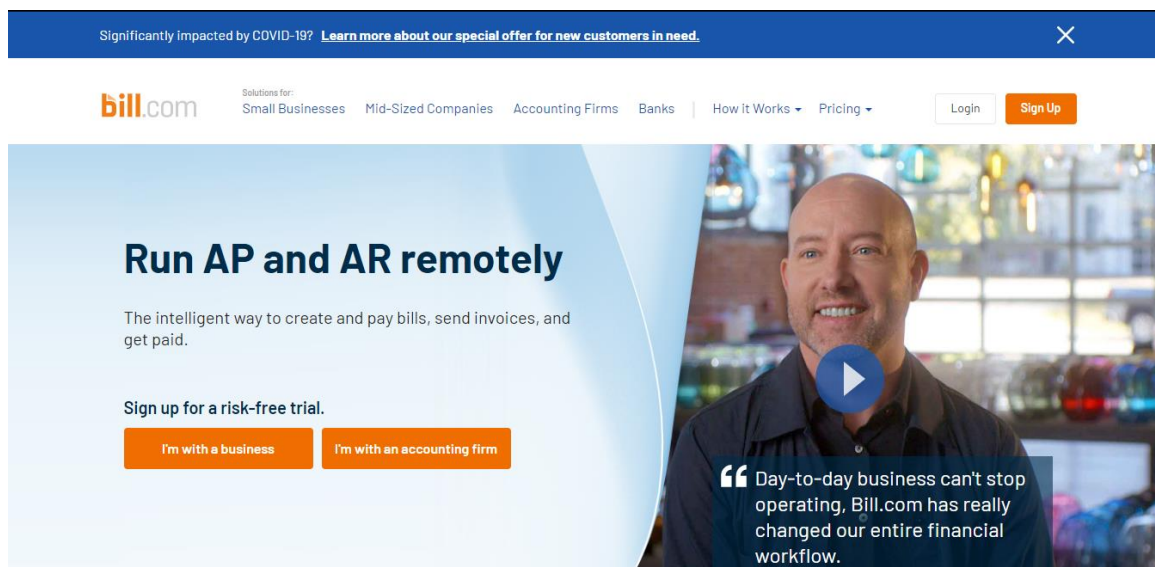 Significantly impacted by COVID-19? Learn more about our special offer for new customers in need.
bill.com
Solutions for:
Small Businesses Mid-Sized Companies Accounting Firms Banks How it Works Pricing Login Sign Up
Run AP and AR remotely
The intelligent way to create and pay bills, send invoices, and
get paid.
Sign up for a risk-free trial.
I'm with a business I'm with an accounting firm
“ Day-to-day business can't stop
operating, Bill.com has really
changed our entire financial
workflow.